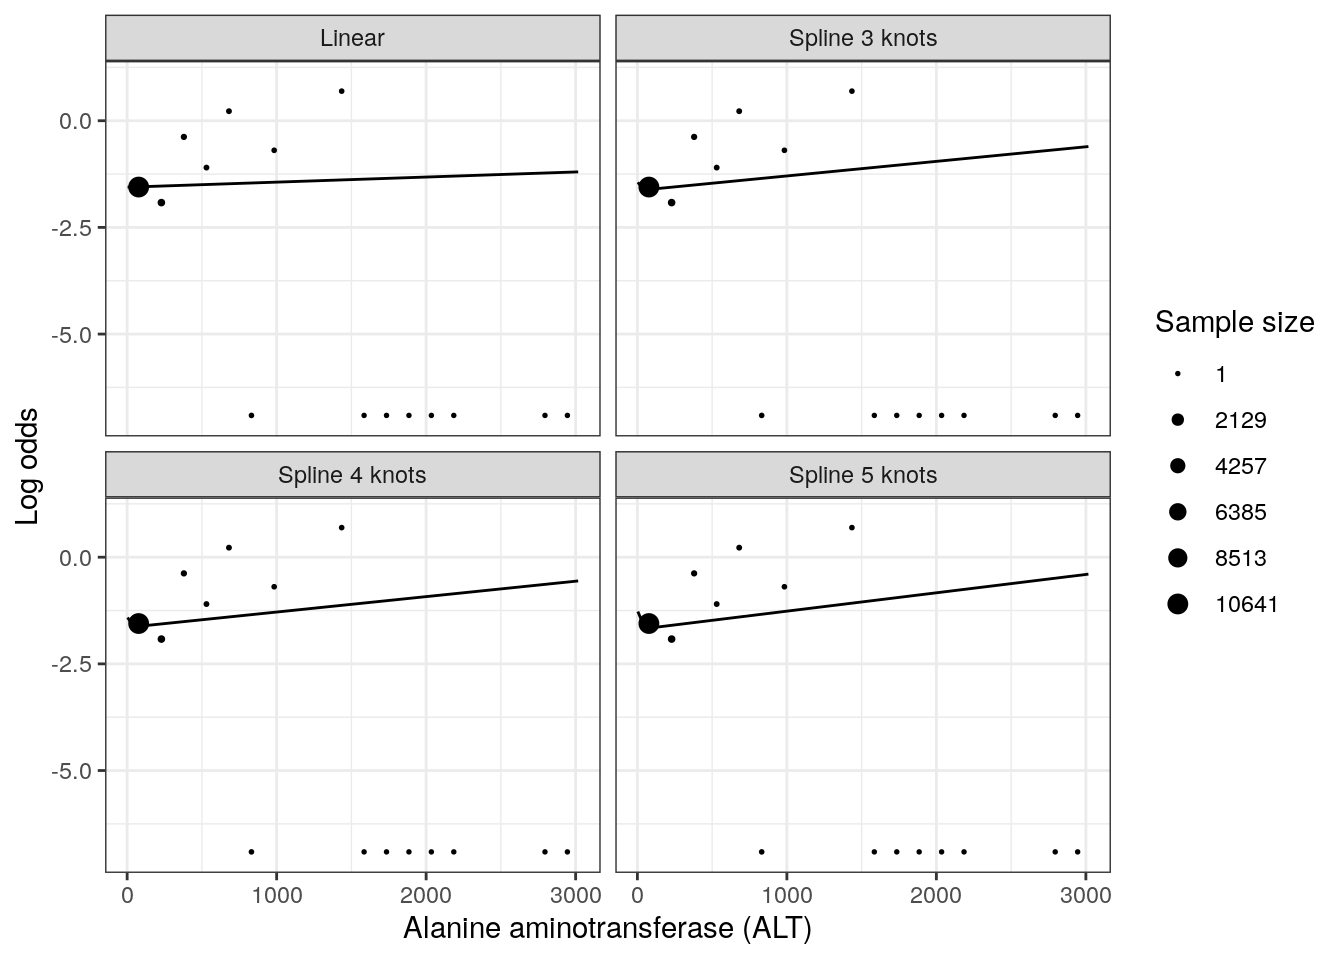 Linear
Spline 3 knots
0.0
-2.5
-5.0
Log odds
Spline 4 knots
Spline 5 knots
0.0
-2.5
-5.0
0 1000 2000 3000
0 1000 2000 3000
Alanine aminotransferase (ALT)
Sample size
1
2129
4257
6385
8513
10641